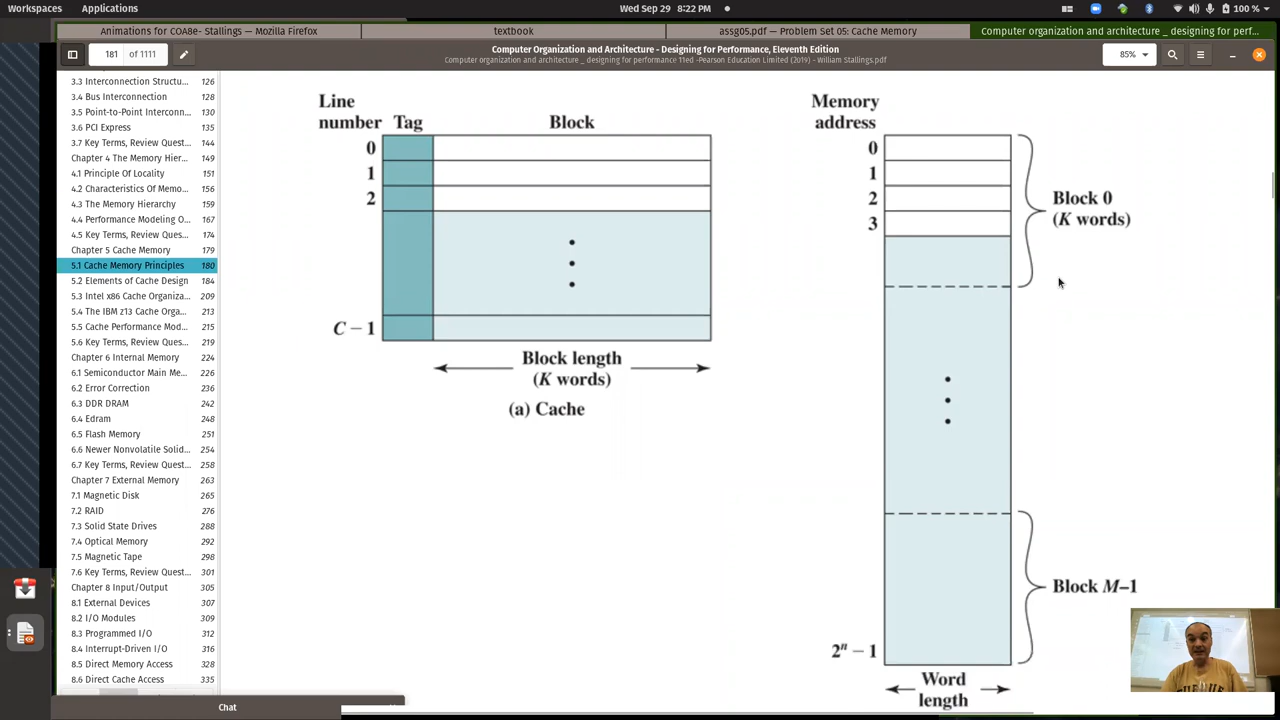 Workspaces Applications Wed Sep 29 8:22 PM 100 %
Animations for COA8e- Stallings — Mozilla Firefox textbook assg05.pdf — Problem Set 05: Cache Memory Computer organization and architecture _ designing for perf...
181 of 1111 Computer Organization and Architecture - Designing for Performance, Eleventh Edition 85%
Computer organization and architecture _ designing for performance 11ed -Pearson Education Limited (2019) - William Stallings.pdf
3.3 Interconnection Structu... 126
3.4 Bus Interconnection 128
3.5 Point-to-Point Interconn... 130
3.6 PCI Express 135
3.7 Key Terms, Review Quest... 144
Chapter 4 The Memory Hier... 149
4.1 Principle Of Locality 151
4.2 Characteristics Of Memo... 156
4.3 The Memory Hierarchy 160
4.4 Performance Modeling O... 167
4.5 Key Terms, Review Ques... 174
Chapter 5 Cache Memory 179
5.1 Cache Memory Principles 180
5.2 Elements of Cache Design 184
5.3 Intel x86 Cache Organiza... 209
5.4 The IBM z13 Cache Orga... 213
5.5 Cache Performance Mod... 215
5.6 Key Terms, Review Ques... 219
Chapter 6 Internal Memory 224
6.1 Semiconductor Main Me... 226
6.2 Error Correction 236
6.3 DDR DRAM 242
6.4 Edram 248
6.5 Flash Memory 251
6.6 Newer Nonvolatile Solid... 254
6.7 Key Terms, Review Quest... 258
Chapter 7 External Memory 263
7.1 Magnetic Disk 265
7.2 RAID 276
7.3 Solid State Drives 288
7.4 Optical Memory 292
7.5 Magnetic Tape 298
7.6 Key Terms, Review Quest... 301
Chapter 8 Input/Output 305
8.1 External Devices 307
8.2 I/O Modules 309
8.3 Programmed I/O 312
8.4 Interrupt-Driven I/O 316
8.5 Direct Memory Access 328
8.6 Direct Cache Access 335
Chat
Line
number Tag Block
0
1
2
C – 1
Block length
(K words)
(a) Cache
Memory
address
0
1
2
3
Block 0
(K words)
Block M–1
2ⁿ – 1
Word
length